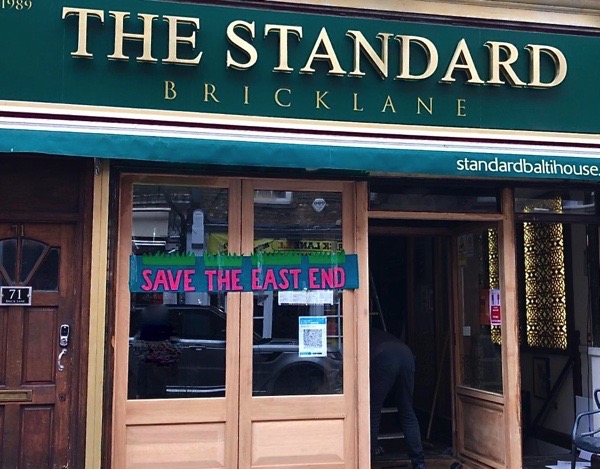 1989
THE STANDARD
BRICKLANE
standardbaltihouse.
SAVE THE EAST END
71